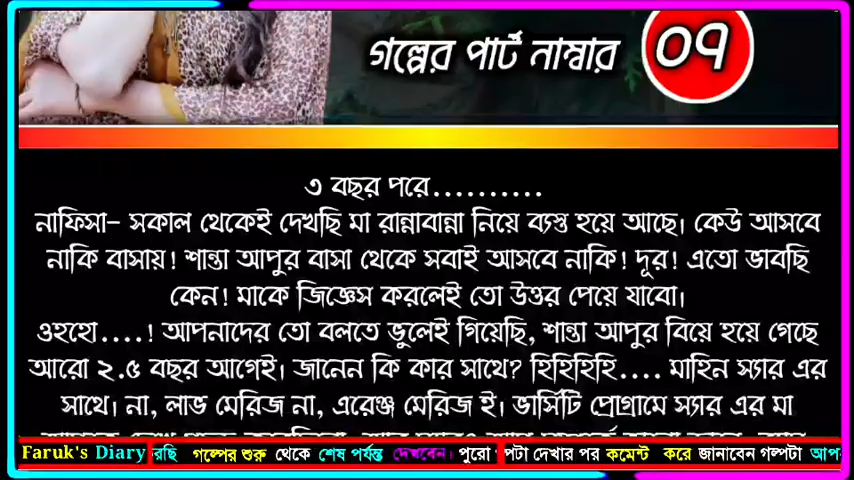 গল্পের পার্ট নাম্বার ০৭
৩ বছর পরে..........
নাফিসা- সকাল থেকেই দেখছি মা রান্নাবান্না নিয়ে ব্যস্ত হয়ে আছে। কেউ আসবে
নাকি বাসায়! শান্তা আপুর বাসা থেকে সবাই আসবে নাকি! দূর! এতো ভাবছি
কেন! মাকে জিজ্ঞেস করলেই তো উত্তর পেয়ে যাবো।
ওহহো....! আপনাদের তো বলতে ভুলেই গিয়েছি, শান্তা আপুর বিয়ে হয়ে গেছে
আরো ২.৫ বছর আগেই। জানেন কি কার সাথে? হিহিহিহি.... মাহিন স্যার এর
সাথে। না, লাভ মেরিজ না, এরেঞ্জ মেরিজ ই। ভার্সিটি প্রোগ্রামে স্যার এর মা
Faruk's Diary রছি গল্পের শুরু থেকে শেষ পর্যন্ত দেখবেন। পুরো পটা দেখার পর কমেন্ট করে জানাবেন গল্পটা আপ